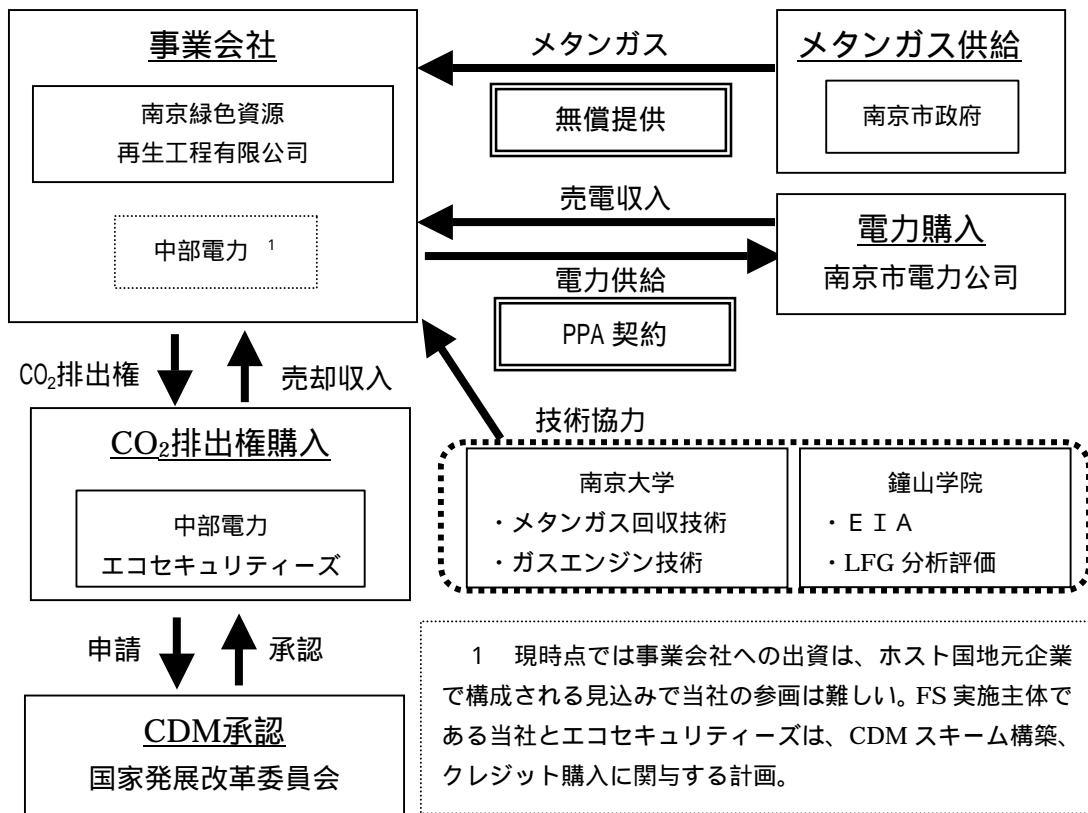 事業会社
南京緑色資源
再生工程有限公司
中部電力 1
メタンガス
無償提供
メタンガス供給
南京市政府
売電収入
電力供給
PPA 契約
電力購入
南京市電力公司
CO₂排出権
売却収入
CO₂排出権購入
中部電力
エコセキュリティーズ
技術協力
南京大学
・メタンガス回収技術
・ガスエンジン技術
鐘山学院
・ＥＩＡ
・LFG 分析評価
申請
承認
CDM承認
国家発展改革委員会
1 現時点では事業会社への出資は、ホスト国地元企業
で構成される見込みで当社の参画は難しい。FS 実施主体で
ある当社とエコセキュリティーズは、CDM スキーム構築、
クレジット購入に関与する計画。